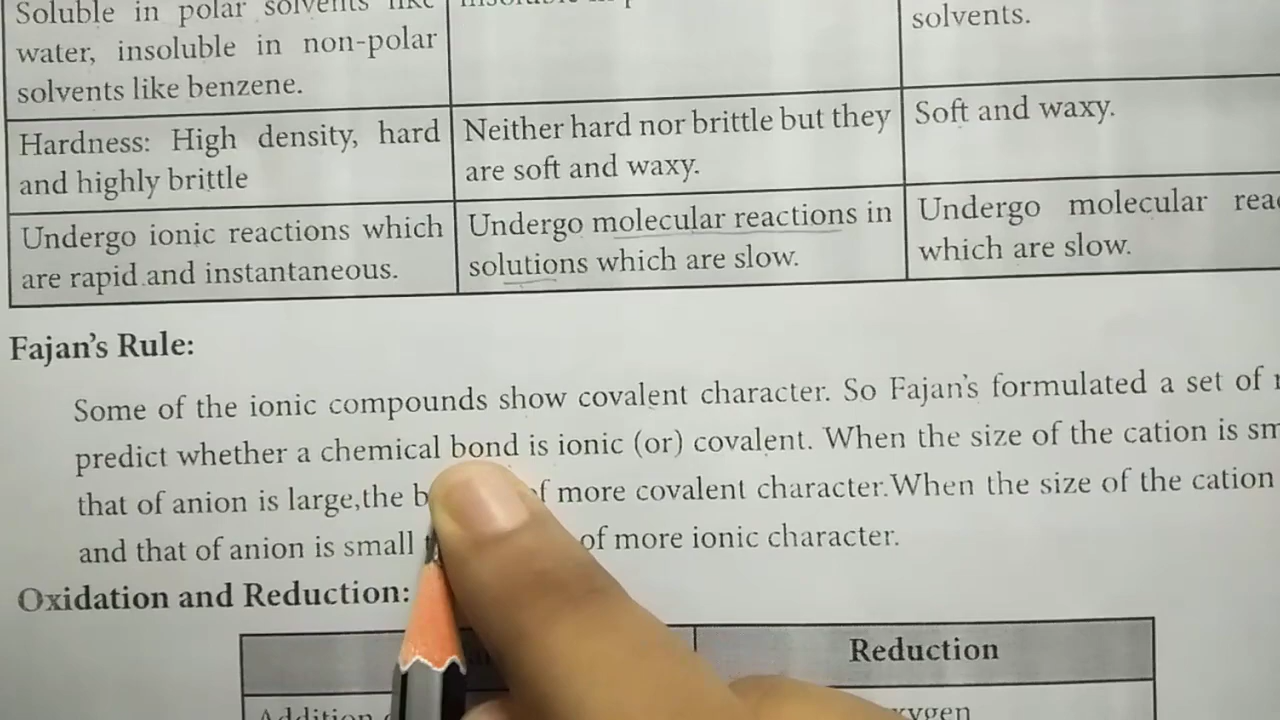 Soluble in polar solvents like
water, insoluble in non-polar
solvents like benzene.
solvents.
Hardness: High density, hard
and highly brittle
Neither hard nor brittle but they
are soft and waxy.
Soft and waxy.
Undergo ionic reactions which
are rapid and instantaneous.
Undergo molecular reactions in
solutions which are slow.
Undergo molecular
which are slow.
Fajan's Rule:
Some of the ionic compounds show covalent character. So Fajan's formulated a set of
predict whether a chemical bond is ionic (or) covalent. When the size of the cation is
that of anion is large,the of more covalent character.When the size of the cation
and that of anion is small of more ionic character.
Oxidation and Reduction:
Reduction
Addition